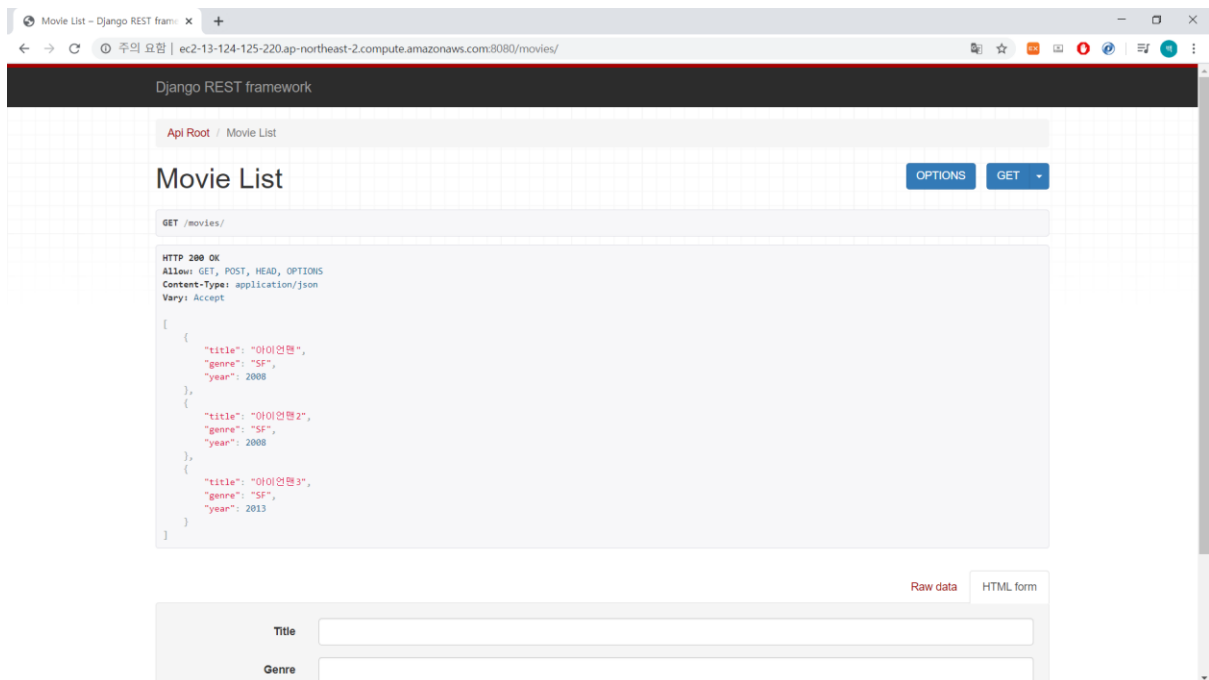 Movie List – Django REST frame
주의 요함 | ec2-13-124-125-220.ap-northeast-2.compute.amazonaws.com:8080/movies/
Django REST framework
Api Root / Movie List
Movie List
OPTIONS GET
GET /movies/
HTTP 200 OK
Allow: GET, POST, HEAD, OPTIONS
Content-Type: application/json
Vary: Accept
[
{
"title": "아이언맨",
"genre": "SF",
"year": 2008
},
{
"title": "아이언맨2",
"genre": "SF",
"year": 2008
},
{
"title": "아이언맨3",
"genre": "SF",
"year": 2013
}
]
Raw data HTML form
Title
Genre